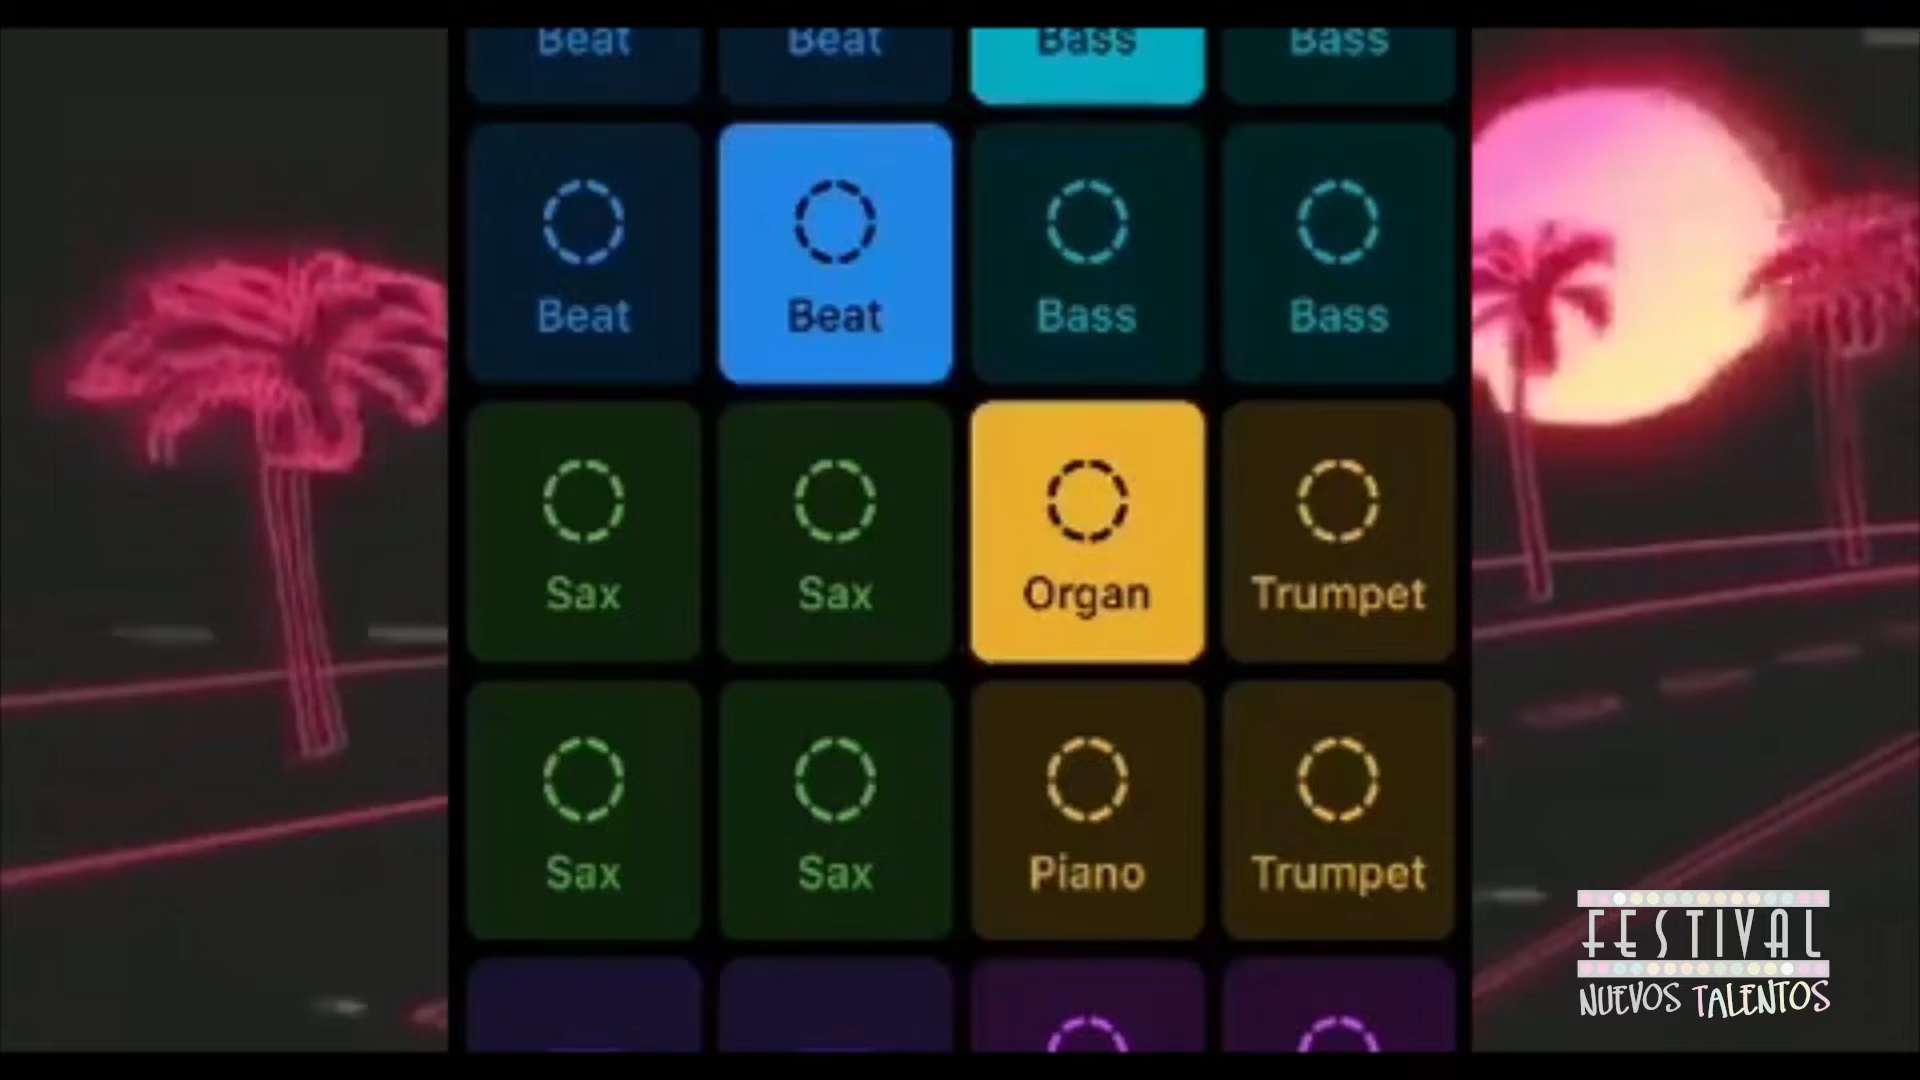 Beat Beat Bass Bass
Beat Beat Bass Bass
Sax Sax Organ Trumpet
Sax Sax Piano Trumpet
FESTIVAL
NUEVOS TALENTOS